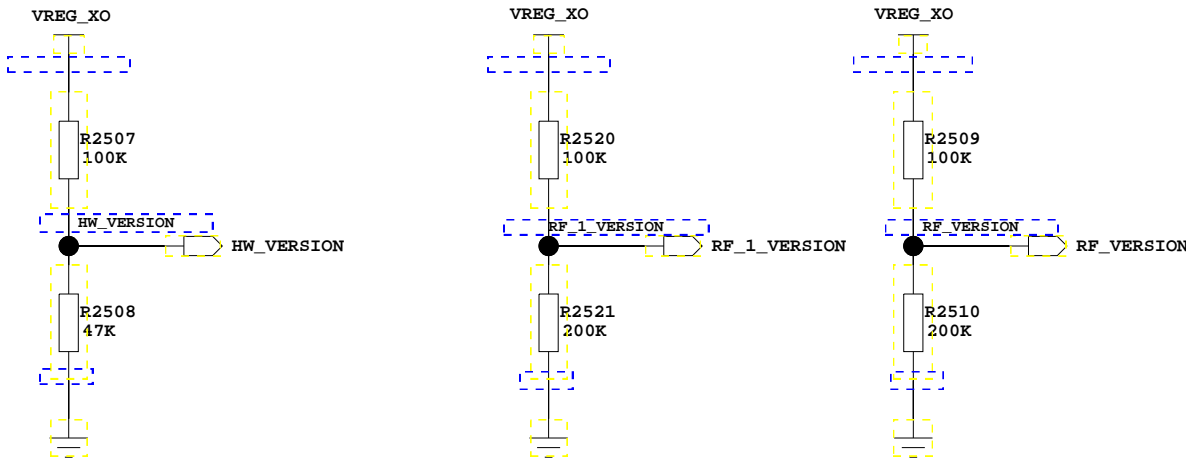 VREG_XO
R2507
100K
HW_VERSION
HW_VERSION
R2508
47K
VREG_XO
R2520
100K
RF_1_VERSION
RF_1_VERSION
R2521
200K
VREG_XO
R2509
100K
RF_VERSION
RF_VERSION
R2510
200K